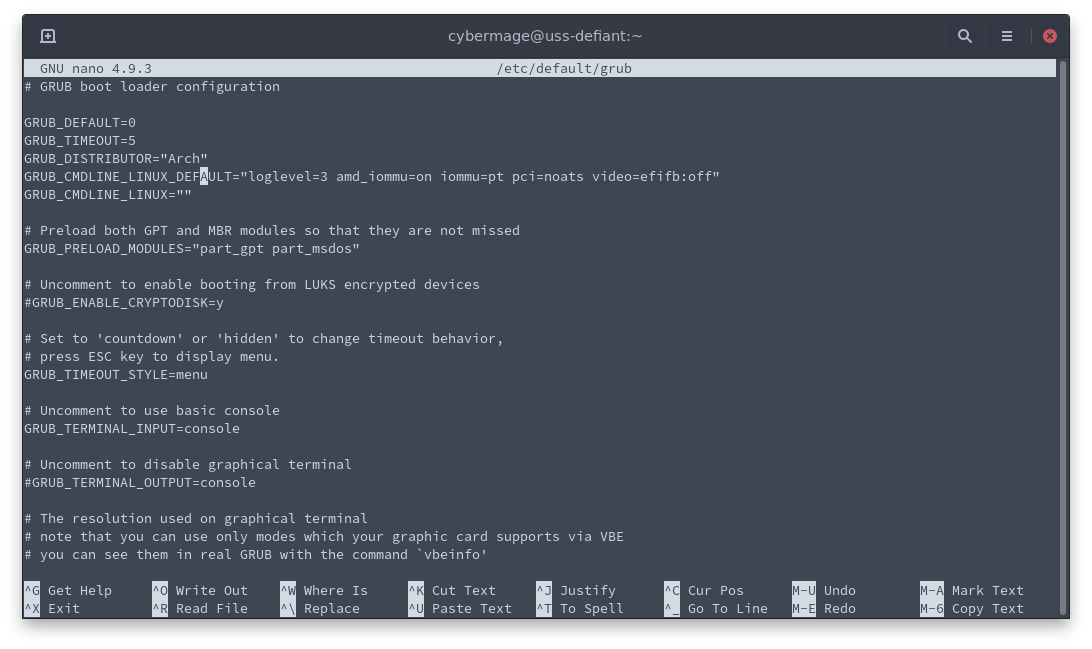 cybermage@uss-defiant:~
GNU nano 4.9.3 /etc/default/grub
# GRUB boot loader configuration
GRUB_DEFAULT=0
GRUB_TIMEOUT=5
GRUB_DISTRIBUTOR="Arch"
GRUB_CMDLINE_LINUX_DEFAULT="loglevel=3 amd_iommu=on iommu=pt pci=noats video=efifb:off"
GRUB_CMDLINE_LINUX=""
# Preload both GPT and MBR modules so that they are not missed
GRUB_PRELOAD_MODULES="part_gpt part_msdos"
# Uncomment to enable booting from LUKS encrypted devices
#GRUB_ENABLE_CRYPTODISK=y
# Set to 'countdown' or 'hidden' to change timeout behavior,
# press ESC key to display menu.
GRUB_TIMEOUT_STYLE=menu
# Uncomment to use basic console
GRUB_TERMINAL_INPUT=console
# Uncomment to disable graphical terminal
#GRUB_TERMINAL_OUTPUT=console
# The resolution used on graphical terminal
# note that you can use only modes which your graphic card supports via VBE
# you can see them in real GRUB with the command `vbeinfo'
^G Get Help ^O Write Out ^W Where Is ^K Cut Text ^J Justify ^C Cur Pos M-U Undo M-A Mark Text
^X Exit ^R Read File ^\ Replace ^U Paste Text ^T To Spell ^_ Go To Line M-E Redo M-6 Copy Text